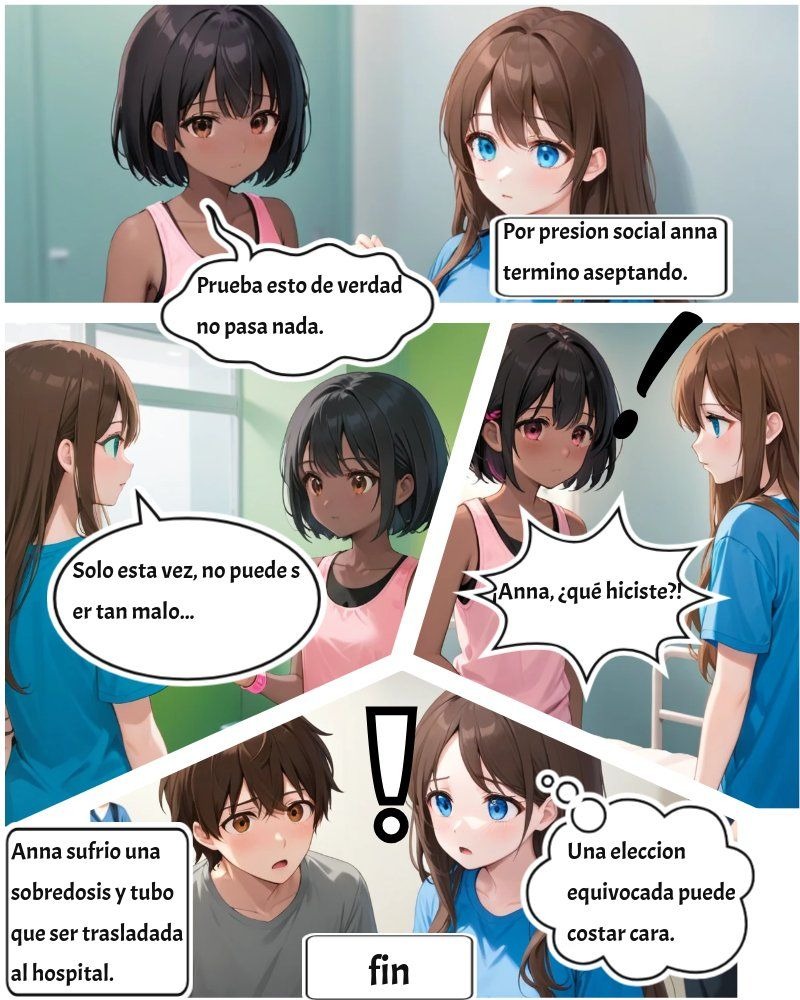 Por presion social anna
termino aseptando.
Prueba esto de verdad
no pasa nada.
Solo esta vez, no puede s
er tan malo...
¡Anna, ¿qué hiciste?!
Anna sufrio una
sobredosis y tubo
que ser trasladada
al hospital.
Una eleccion
equivocada puede
costar cara.
fin